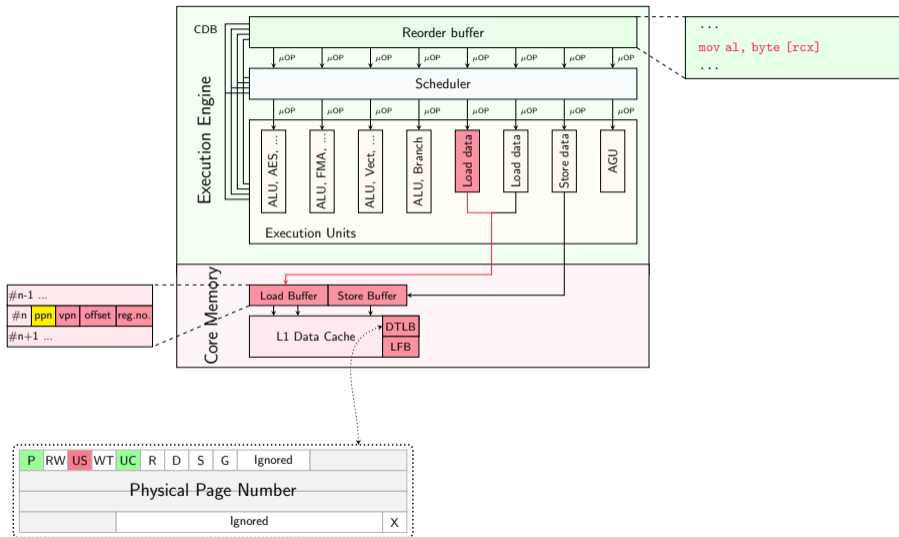 CDB
Reorder buffer
...
mov al, byte [rcx]
...
μOP μOP μOP μOP μOP μOP μOP μOP
Scheduler
μOP μOP μOP μOP μOP μOP μOP μOP
Execution Engine
ALU, AES, ...
ALU, FMA, ...
ALU, Vect, ...
ALU, Branch
Load data
Load data
Store data
AGU
Execution Units
Core Memory
Load Buffer Store Buffer
#n-1 ...
#n ppn vpn offset reg.no.
#n+1 ...
L1 Data Cache
DTLB
LFB
P RW US WT UC R D S G Ignored
Physical Page Number
Ignored X